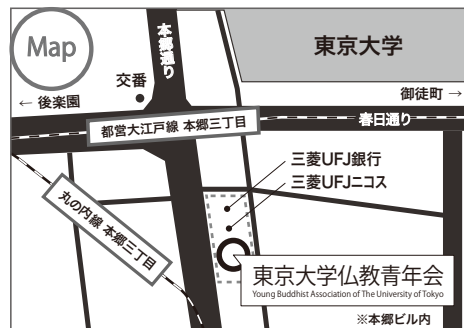 Map
本郷通り
東京大学
交番
← 後楽園
御徒町 →
都営大江戸線 本郷三丁目
春日通り
三菱UFJ銀行
三菱UFJニコス
丸の内線 本郷三丁目
東京大学仏教青年会
Young Buddhist Association of The University of Tokyo
※本郷ビル内